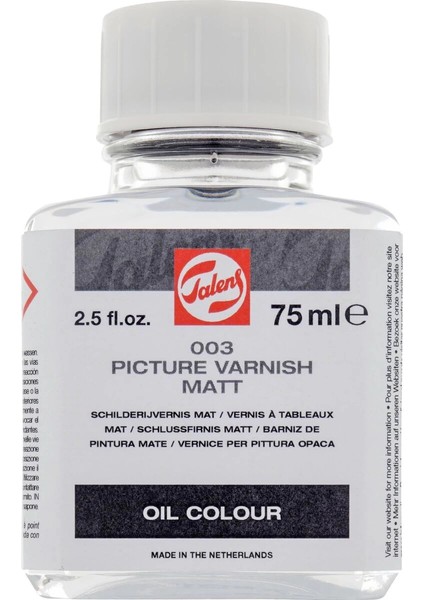 Talens
2.5 fl.oz.
75 ml e
003
PICTURE VARNISH
MATT
SCHILDERIJVERNIS MAT / VERNIS À TABLEAUX
MAT / SCHLUSSFIRNIS MATT / BARNIZ DE
PINTURA MATE / VERNICE PER PITTURA OPACA
OIL COLOUR
MADE IN THE NETHERLANDS
Visit our website for more information • Pour plus d'information visitez notre site
internet • Mehr Informationen auf unseren Websiten • Bezoek onze website voor